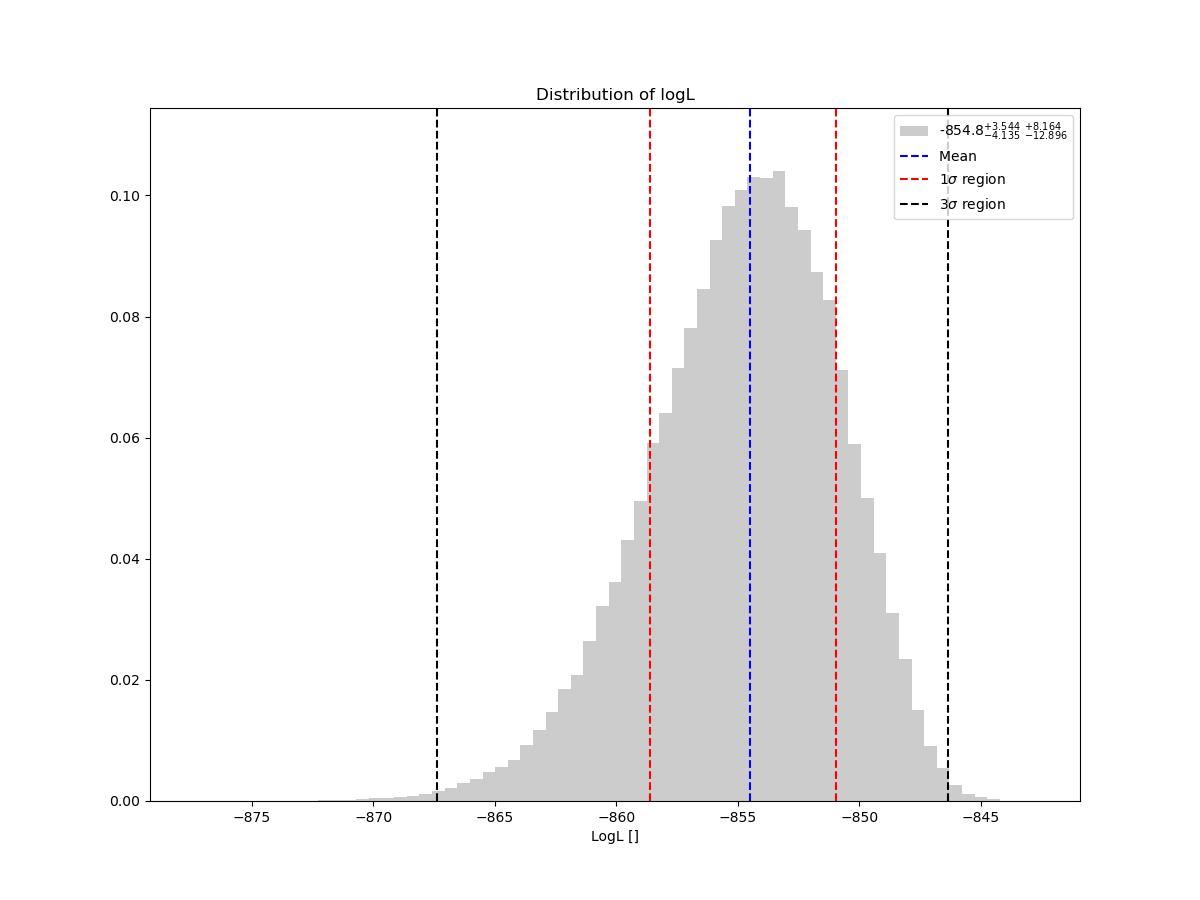 Distribution of logL
-854.8+3.544 +8.164
−4.135 −12.896
Mean
1σ region
3σ region
0.10
0.08
0.06
0.04
0.02
0.00
−875 −870 −865 −860 −855 −850 −845
LogL []